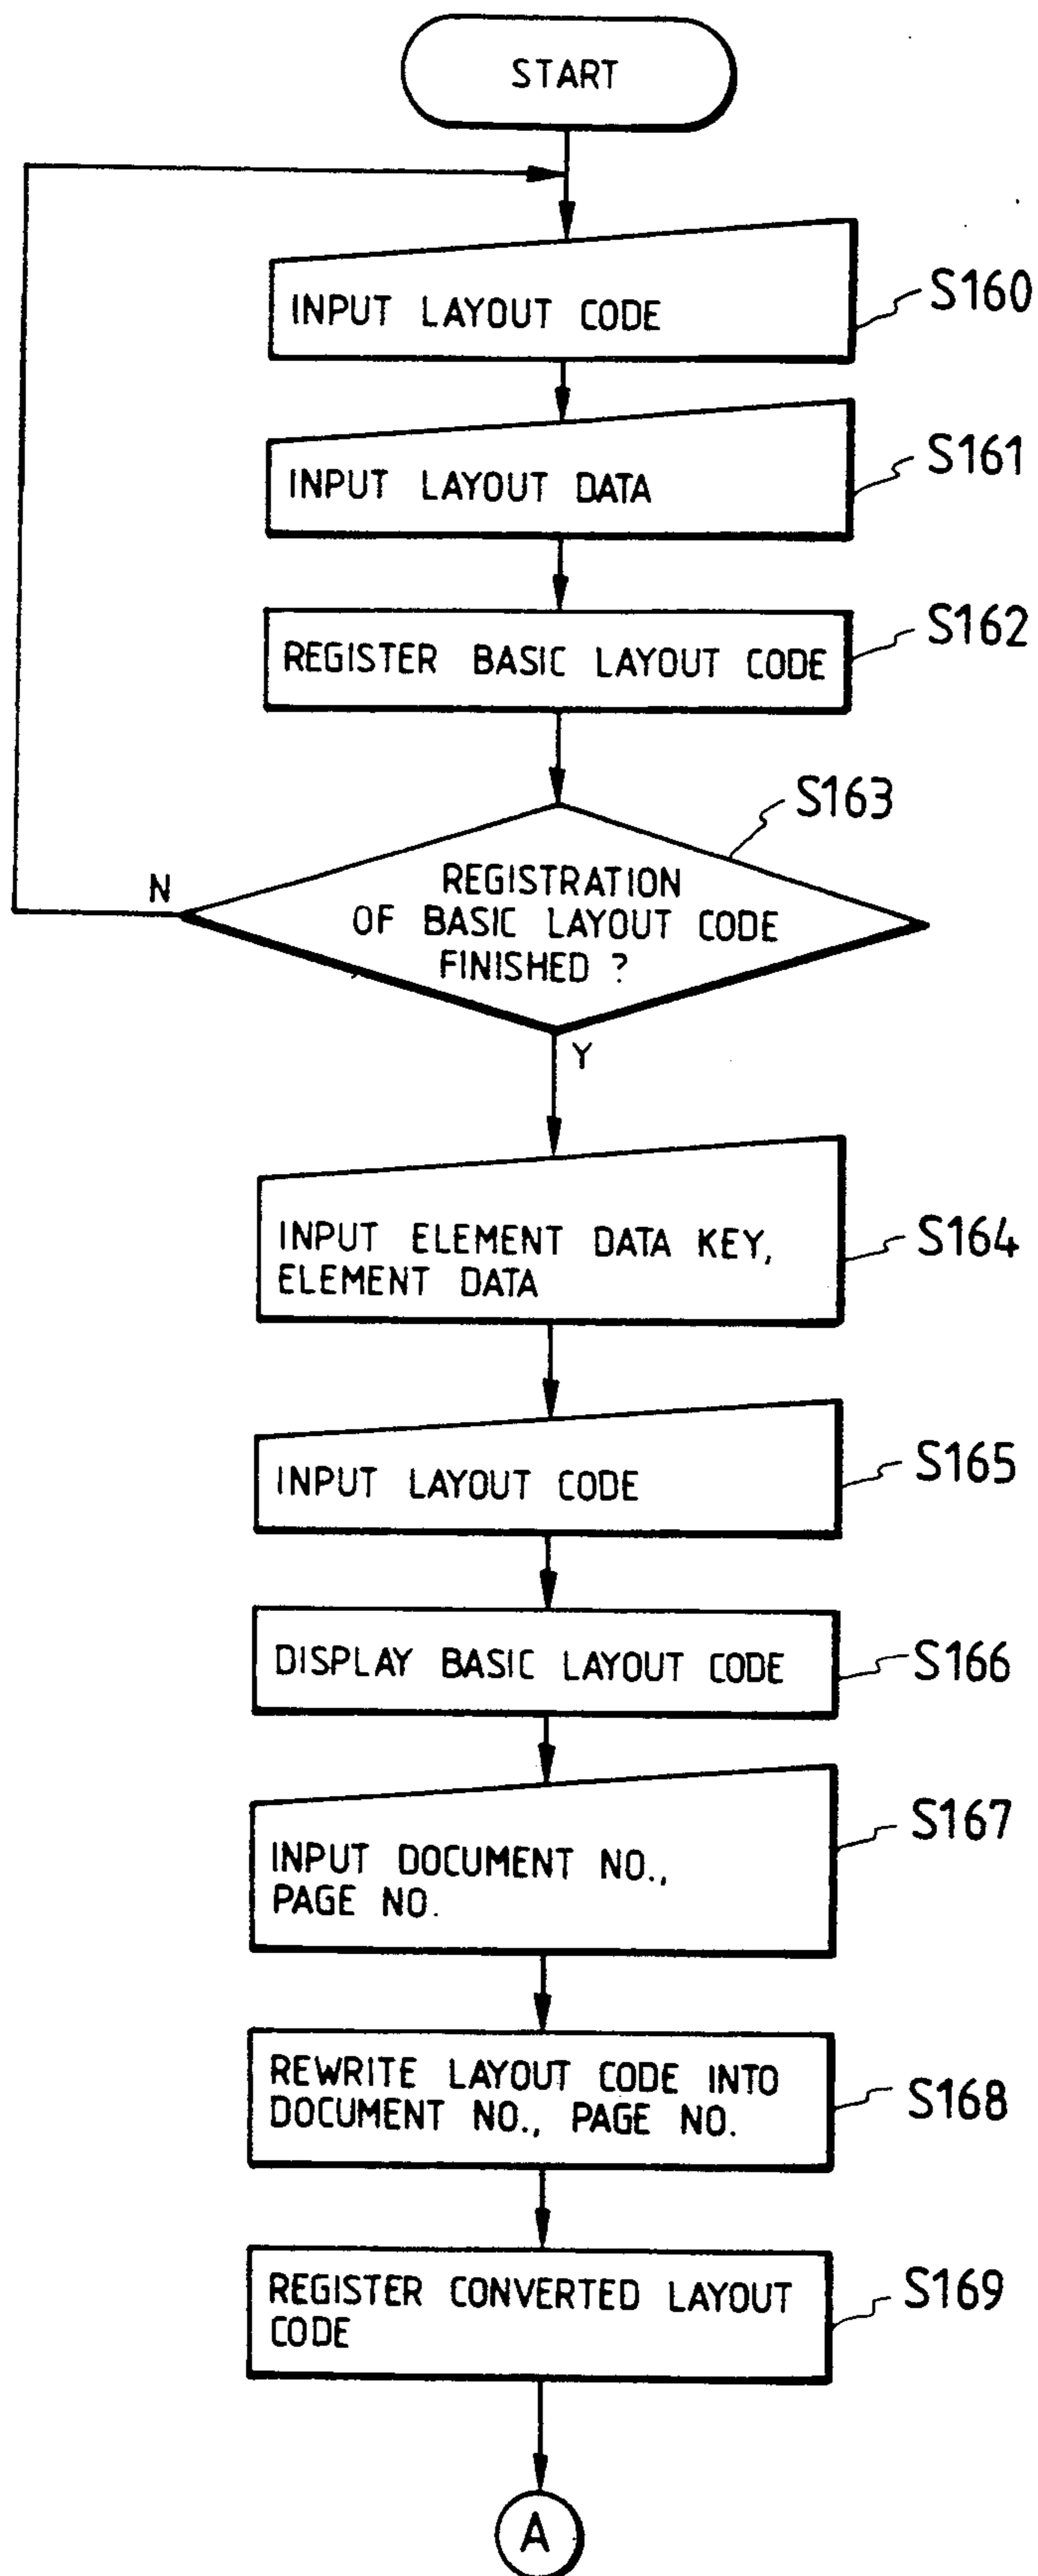 START
INPUT LAYOUT CODE
S160
INPUT LAYOUT DATA
S161
REGISTER BASIC LAYOUT CODE
S162
S163
REGISTRATION
OF BASIC LAYOUT CODE
FINISHED ?
N
Y
INPUT ELEMENT DATA KEY,
ELEMENT DATA
S164
INPUT LAYOUT CODE
S165
DISPLAY BASIC LAYOUT CODE
S166
INPUT DOCUMENT NO.,
PAGE NO.
S167
REWRITE LAYOUT CODE INTO
DOCUMENT NO., PAGE NO.
S168
REGISTER CONVERTED LAYOUT
CODE
S169
A